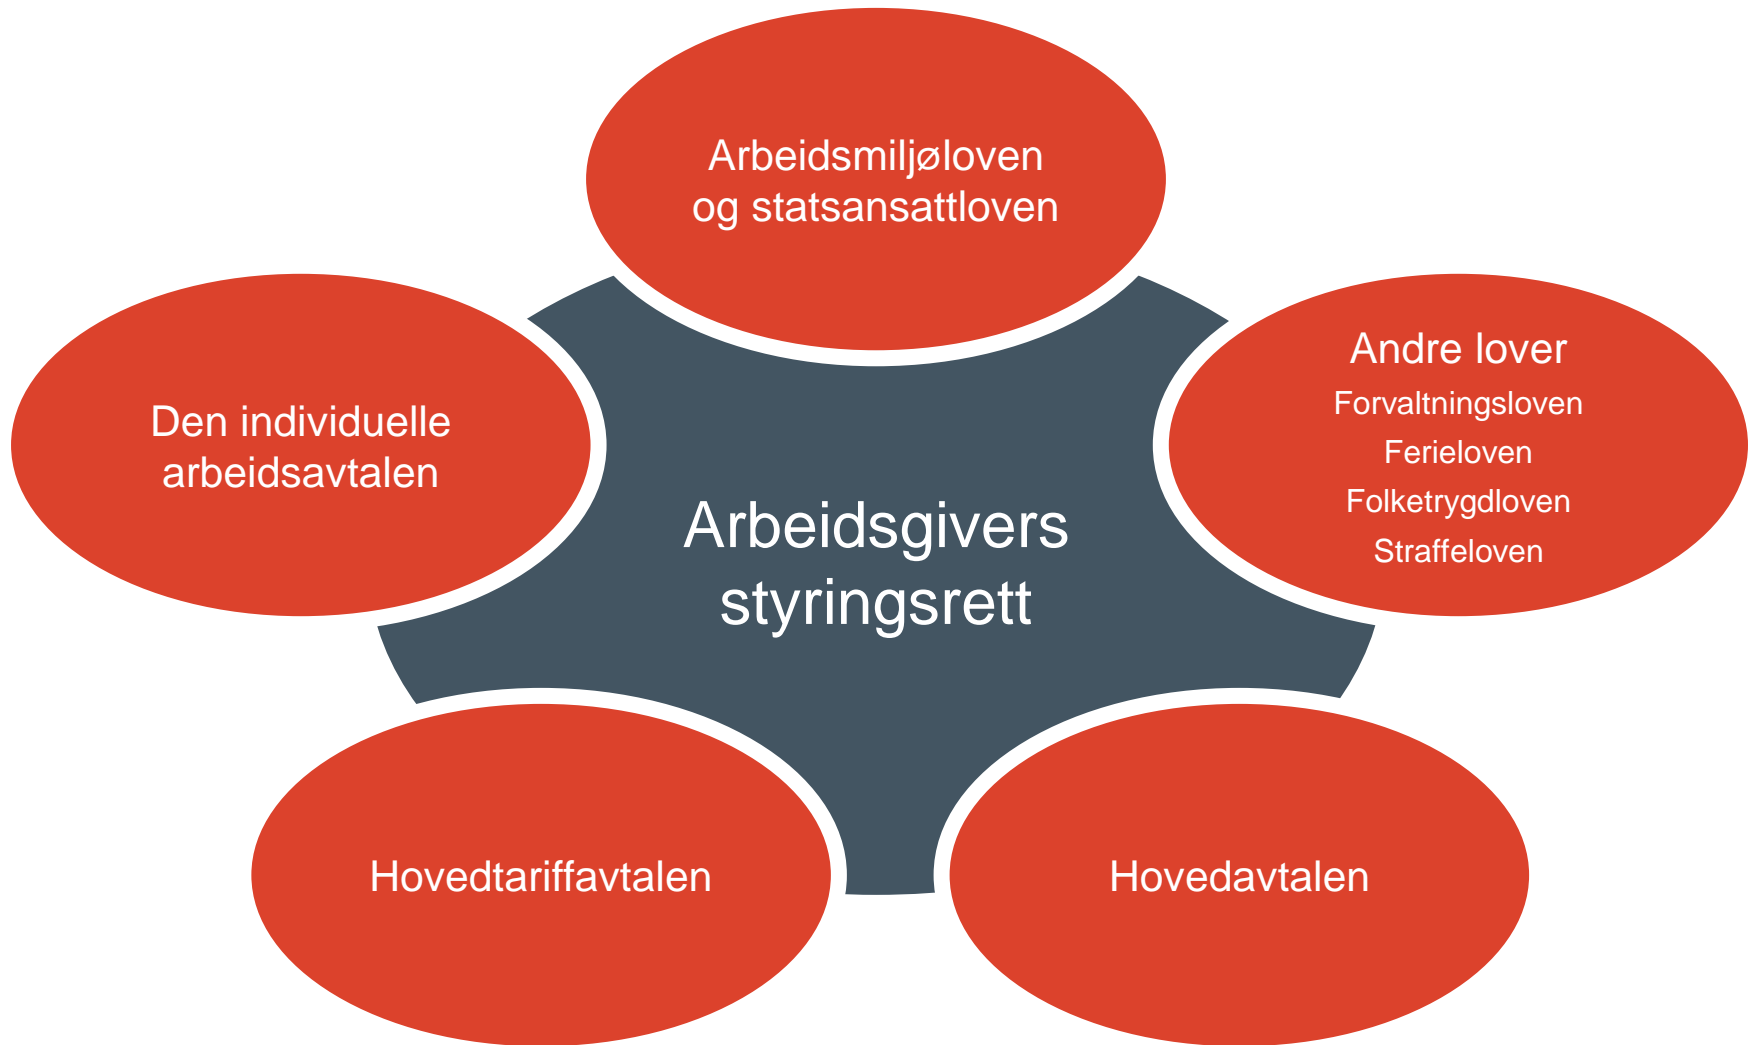 Arbeidsmiljøloven
og statsansattloven
Den individuelle
arbeidsavtalen
Andre lover
Forvaltningsloven
Ferieloven
Folketrygdloven
Straffeloven
Arbeidsgivers
styringsrett
Hovedtariffavtalen
Hovedavtalen